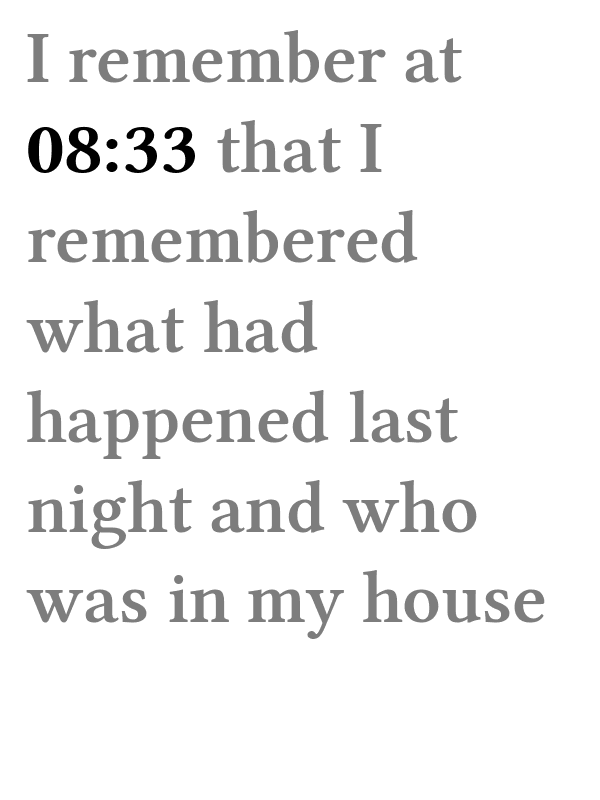 I remember at
08:33 that I
remembered
what had
happened last
night and who
was in my house